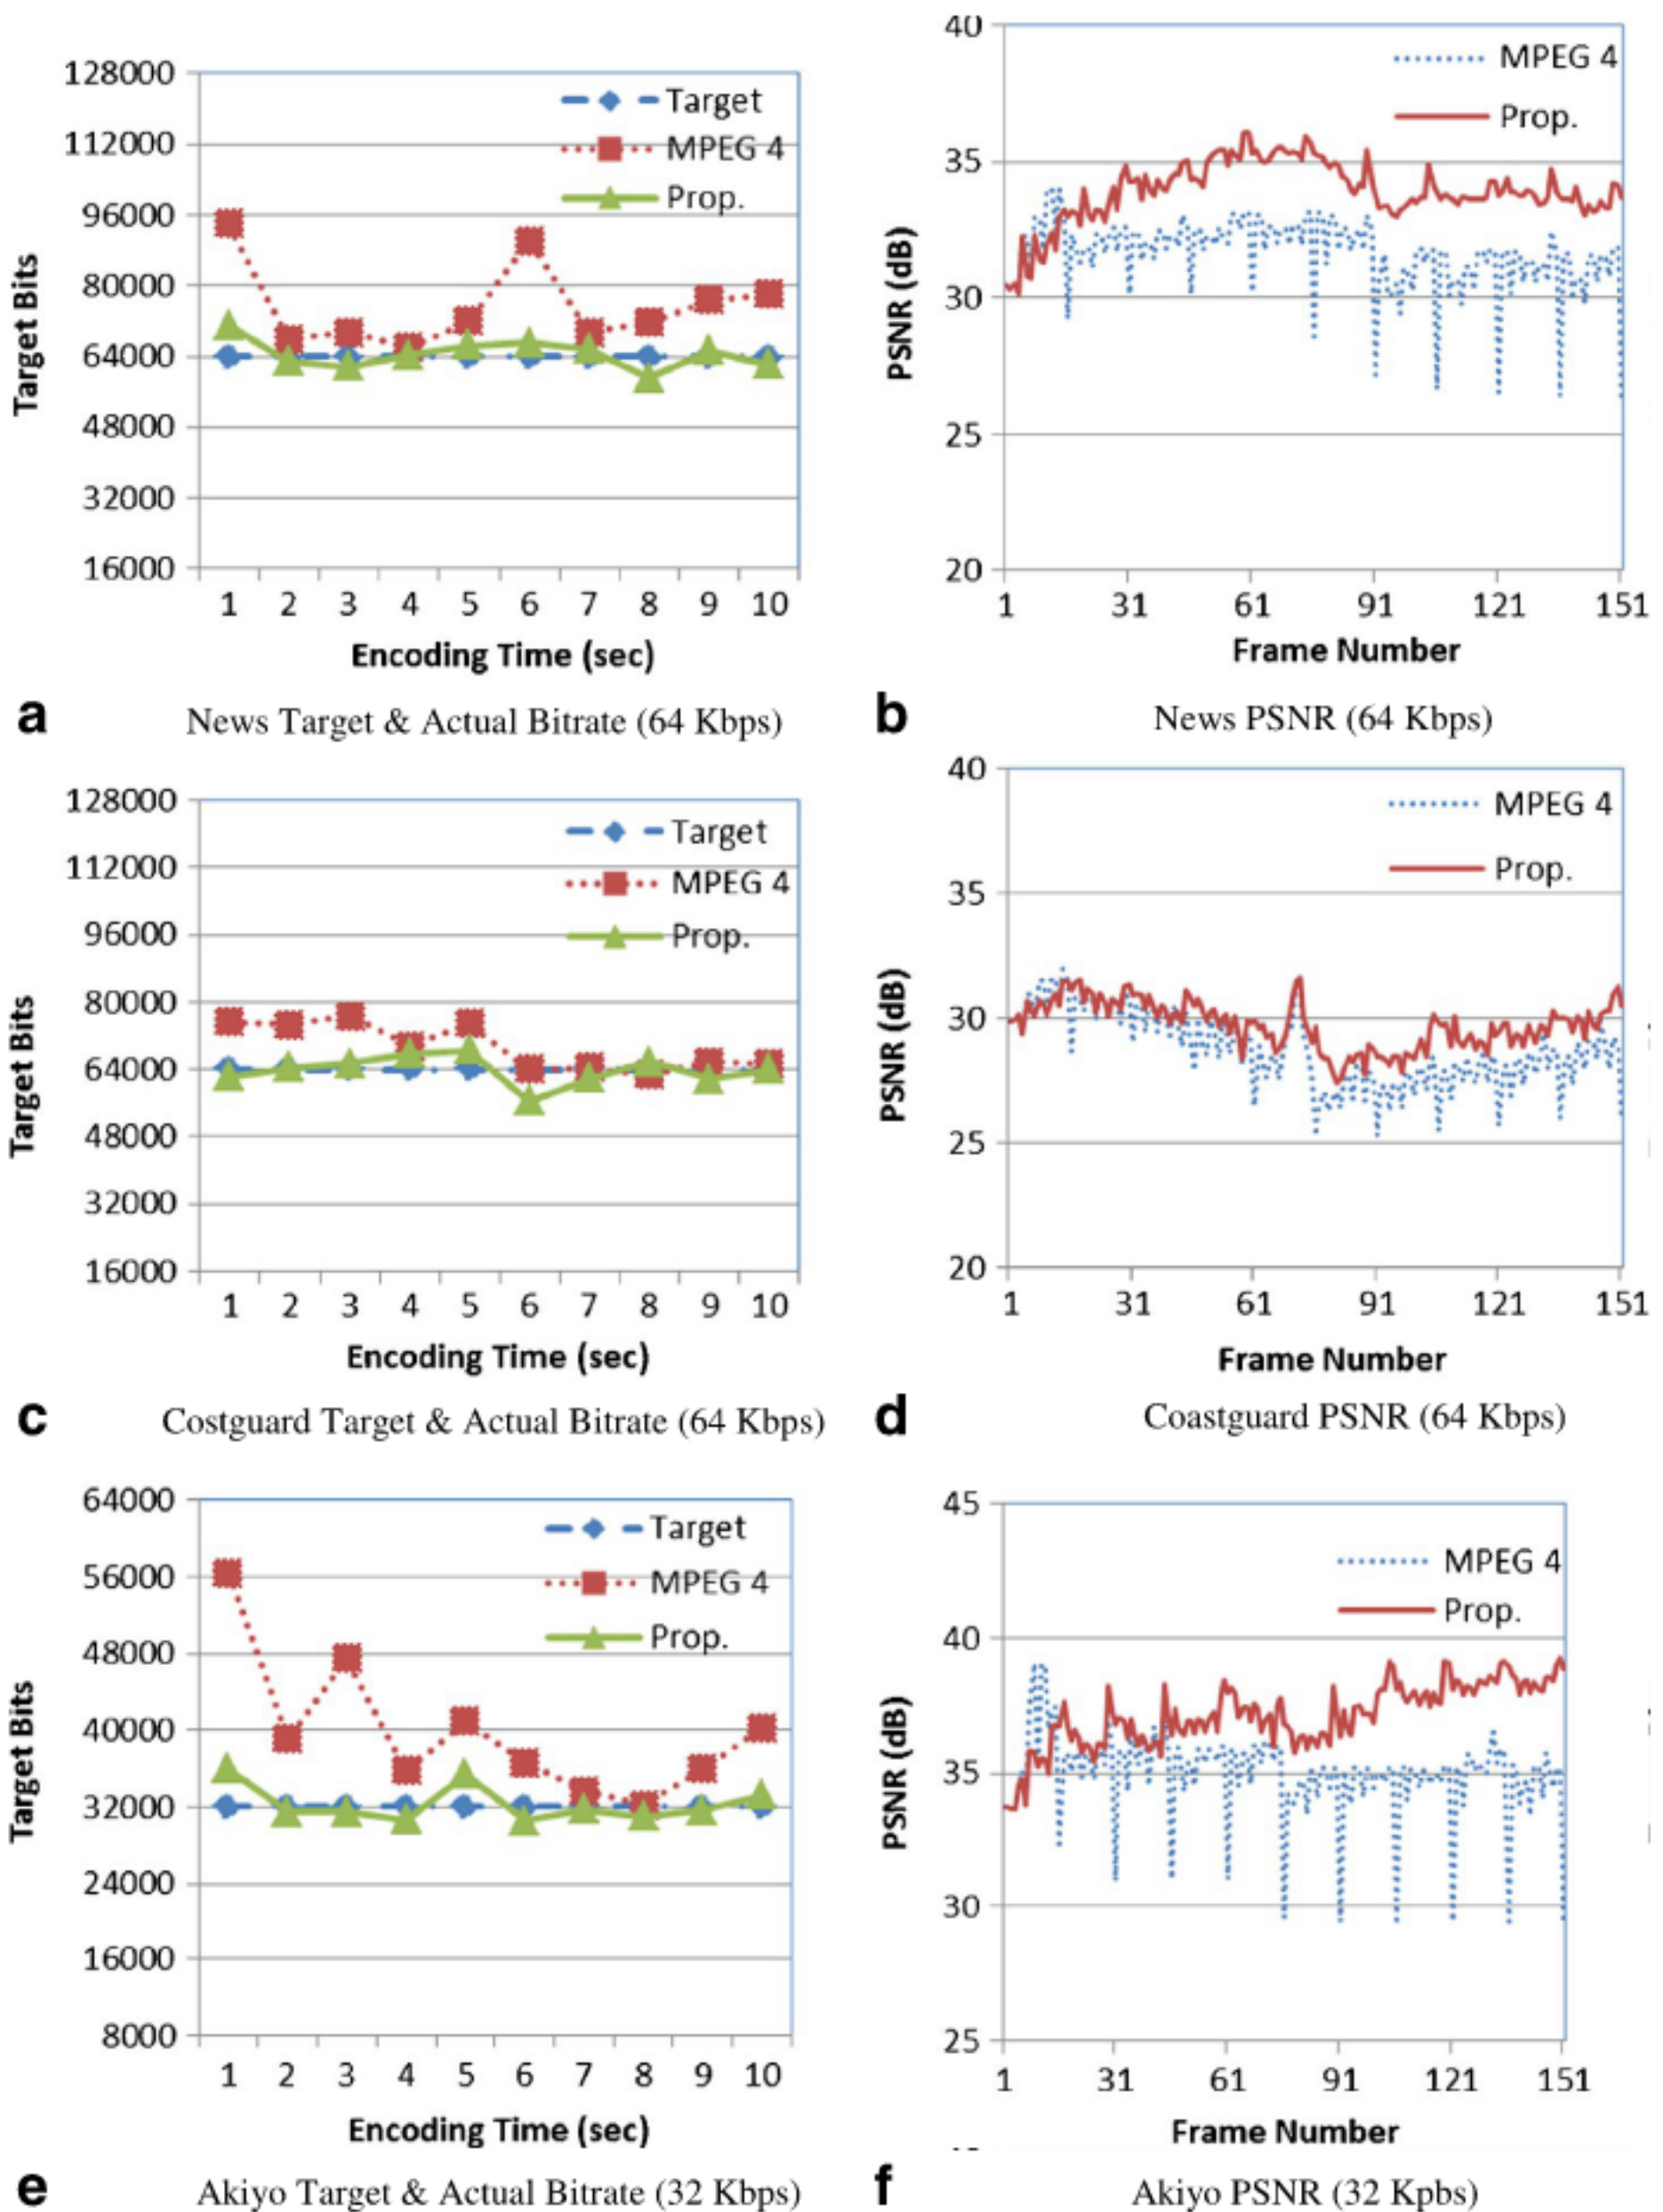 128000
112000
96000
80000
64000
48000
32000
16000
Target Bits
Target
MPEG 4
Prop.
1 2 3 4 5 6 7 8 9 10
Encoding Time (sec)
a News Target & Actual Bitrate (64 Kbps)
40
35
30
25
20
PSNR (dB)
MPEG 4
Prop.
1 31 61 91 121 151
Frame Number
b News PSNR (64 Kbps)
128000
112000
96000
80000
64000
48000
32000
16000
Target Bits
Target
MPEG 4
Prop.
1 2 3 4 5 6 7 8 9 10
Encoding Time (sec)
c Costguard Target & Actual Bitrate (64 Kbps)
40
35
30
25
20
PSNR (dB)
MPEG 4
Prop.
1 31 61 91 121 151
Frame Number
d Coastguard PSNR (64 Kbps)
64000
56000
48000
40000
32000
24000
16000
8000
Target Bits
Target
MPEG 4
Prop.
1 2 3 4 5 6 7 8 9 10
Encoding Time (sec)
e Akiyo Target & Actual Bitrate (32 Kbps)
45
40
35
30
25
PSNR (dB)
MPEG 4
Prop.
1 31 61 91 121 151
Frame Number
f Akiyo PSNR (32 Kpbs)